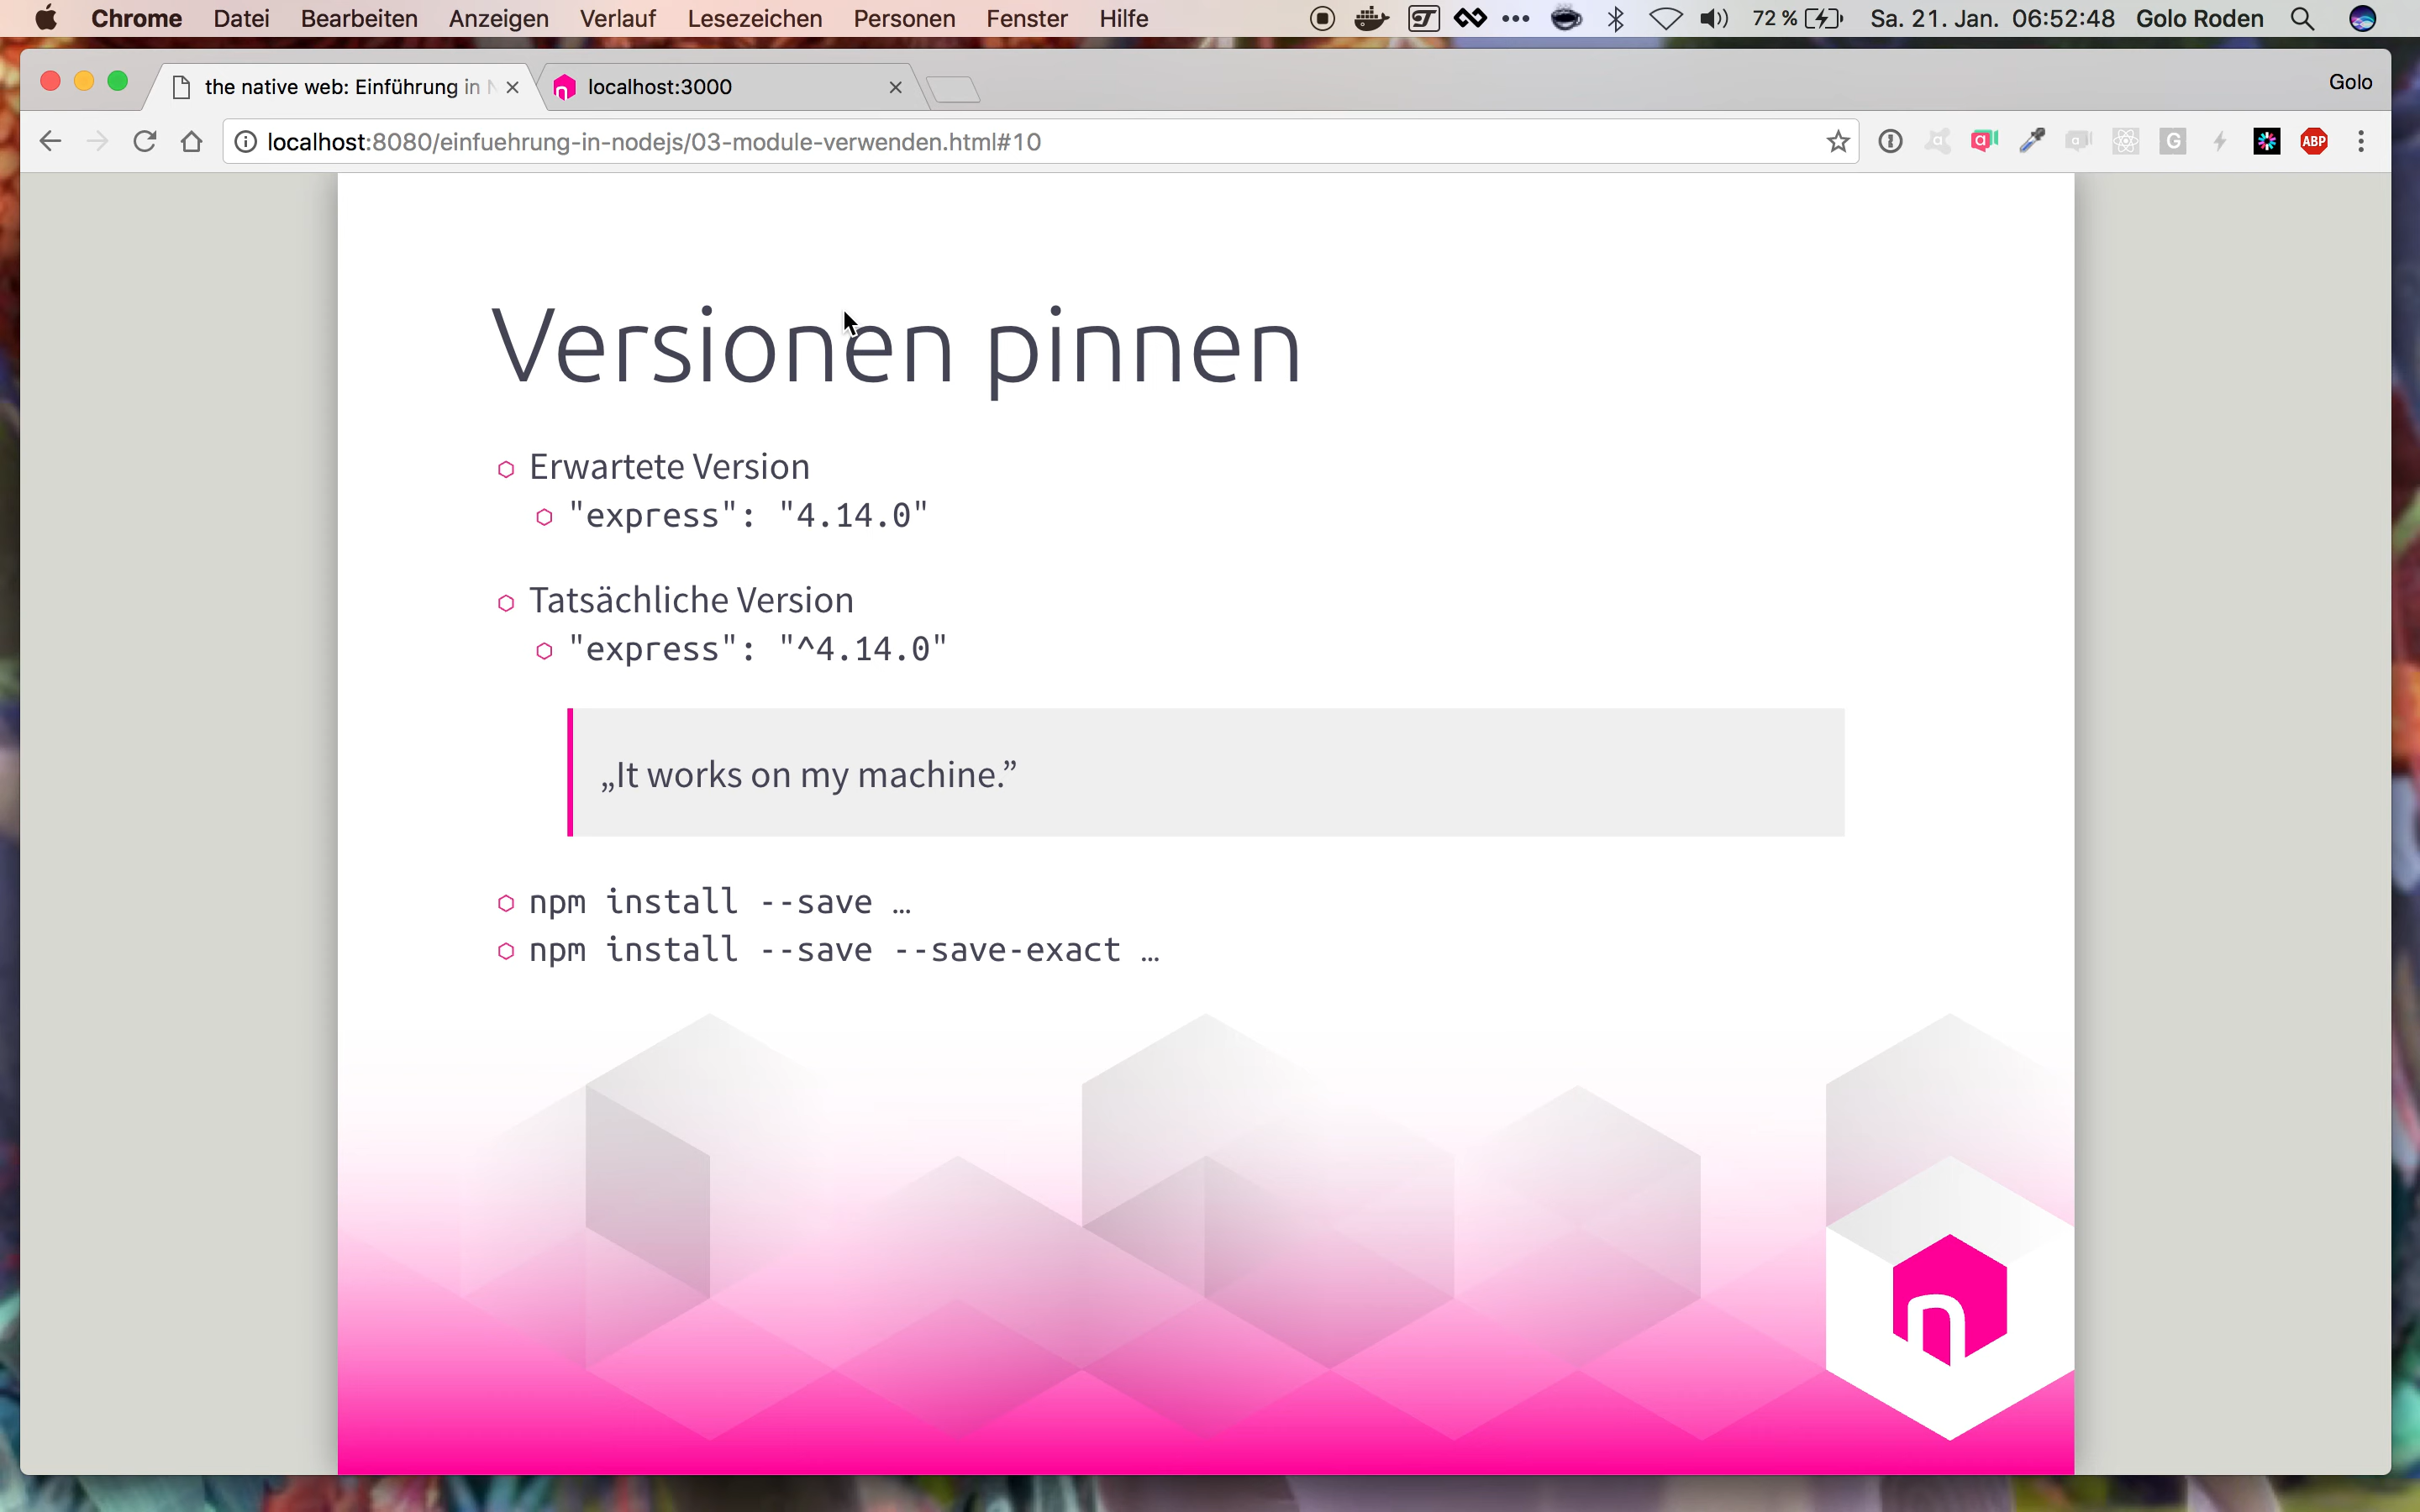 Chrome Datei Bearbeiten Anzeigen Verlauf Lesezeichen Personen Fenster Hilfe 72 % Sa. 21. Jan. 06:52:48 Golo Roden
the native web: Einführung in localhost:3000 Golo
localhost:8080/einfuehrung-in-nodejs/03-module-verwenden.html#10
Versionen pinnen
Erwartete Version
"express": "4.14.0"
Tatsächliche Version
"express": "^4.14.0"
„It works on my machine.”
npm install --save …
npm install --save --save-exact …